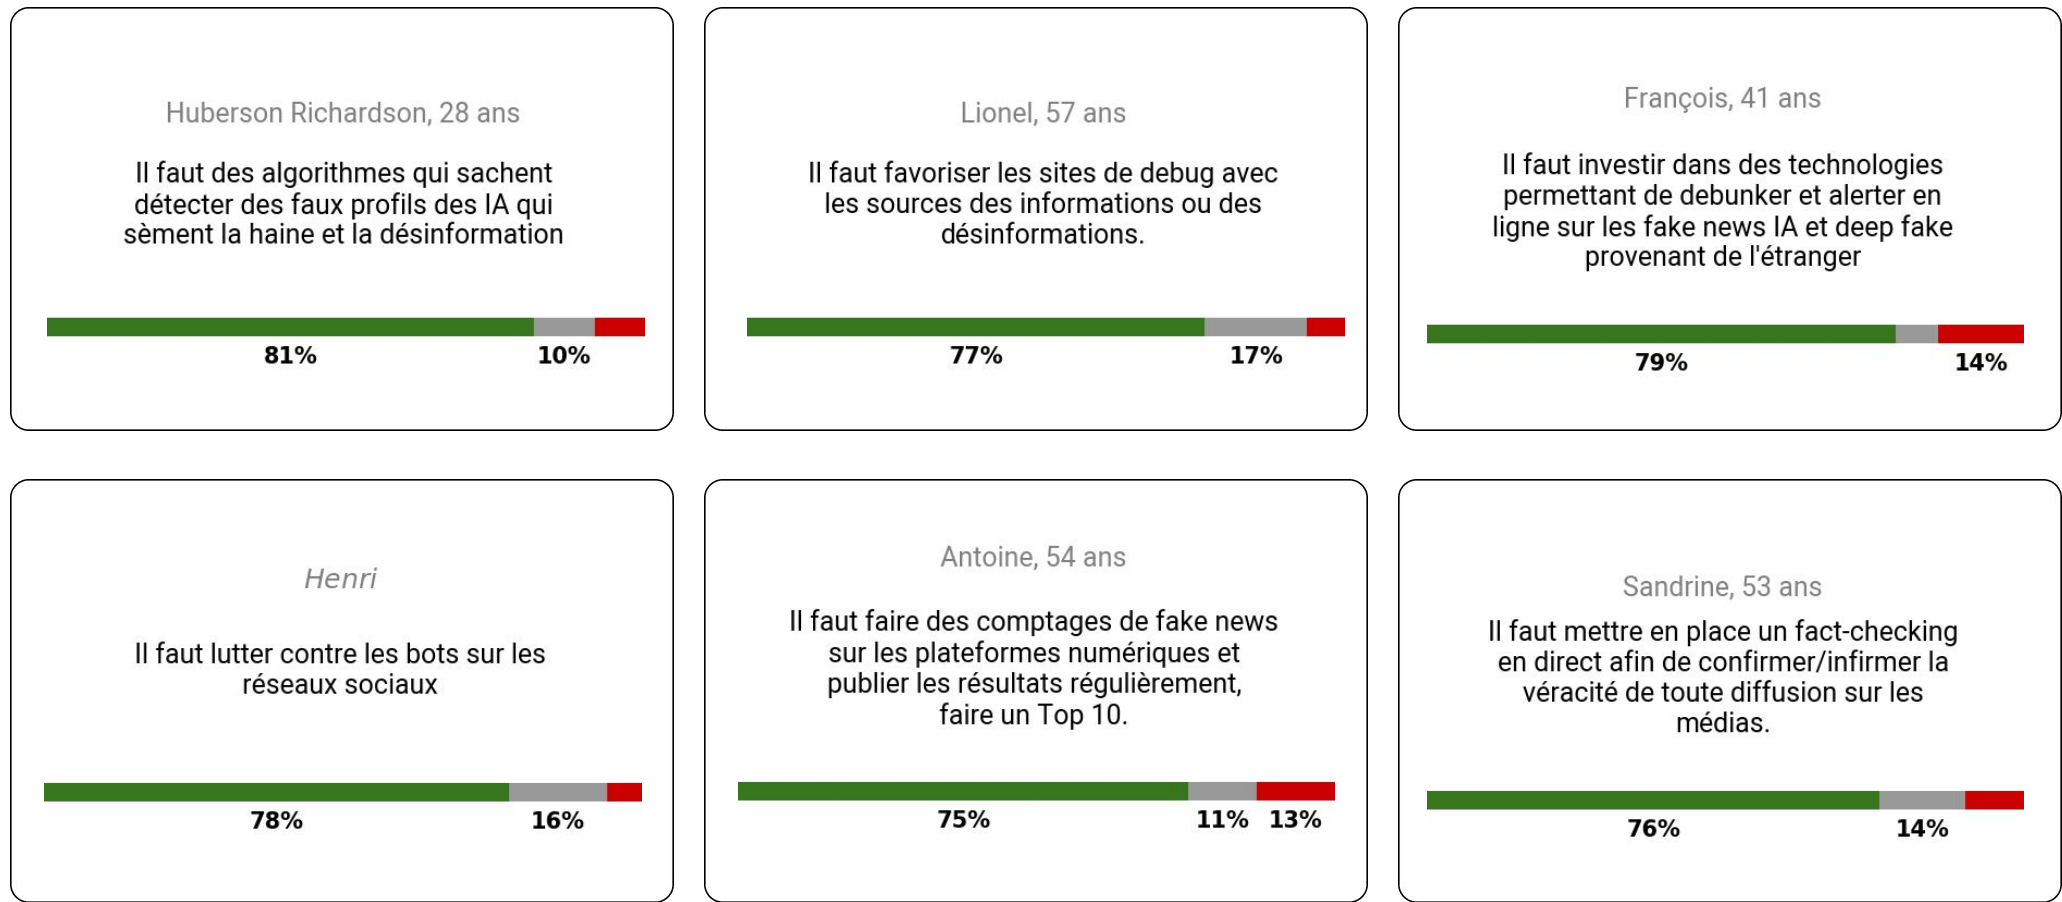 Huberson Richardson, 28 ans
Il faut des algorithmes qui sachent
détecter des faux profils des IA qui
sèment la haine et la désinformation
81%
10%
Lionel, 57 ans
Il faut favoriser les sites de debug avec
les sources des informations ou des
désinformations.
77%
17%
François, 41 ans
Il faut investir dans des technologies
permettant de debunker et alerter en
ligne sur les fake news IA et deep fake
provenant de l'étranger
79%
14%
Henri
Il faut lutter contre les bots sur les
réseaux sociaux
78%
16%
Antoine, 54 ans
Il faut faire des comptages de fake news
sur les plateformes numériques et
publier les résultats régulièrement,
faire un Top 10.
75%
11%
13%
Sandrine, 53 ans
Il faut mettre en place un fact-checking
en direct afin de confirmer/infirmer la
véracité de toute diffusion sur les
médias.
76%
14%